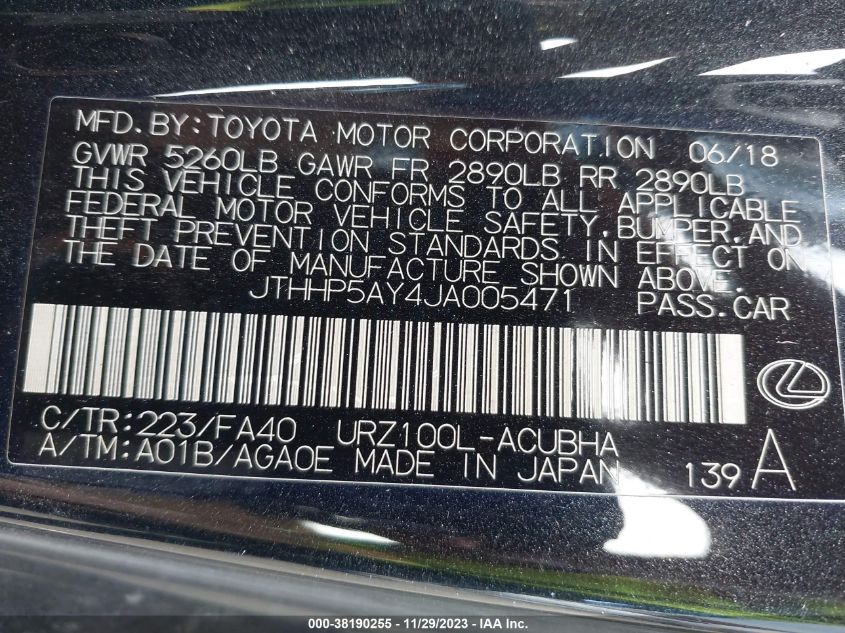 MFD. BY: TOYOTA MOTOR CORPORATION 06/18
GVWR 5260LB GAWR FR 2890LB RR 2890LB
THIS VEHICLE CONFORMS TO ALL APPLICABLE
FEDERAL MOTOR VEHICLE SAFETY, BUMPER, AND
THEFT PREVENTION STANDARDS IN EFFECT ON
THE DATE OF MANUFACTURE SHOWN ABOVE.
JTHHP5AY4JA005471 PASS. CAR
C/TR: 223/FA40 URZ100L-ACUBHA
A/TM: A01B/AGA0E MADE IN JAPAN 139 A
000-38190255 - 11/29/2023 - IAA Inc.